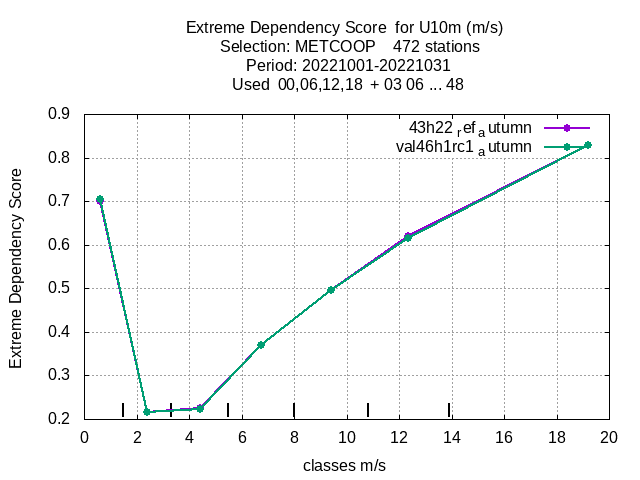 Extreme Dependency Score for U10m (m/s)
Selection: METCOOP 472 stations
Period: 20221001-20221031
Used 00,06,12,18 + 03 06 ... 48
43h22refautumn
val46h1rc1autumn
Extreme Dependency Score
0.9
0.8
0.7
0.6
0.5
0.4
0.3
0.2
0 2 4 6 8 10 12 14 16 18 20
classes m/s